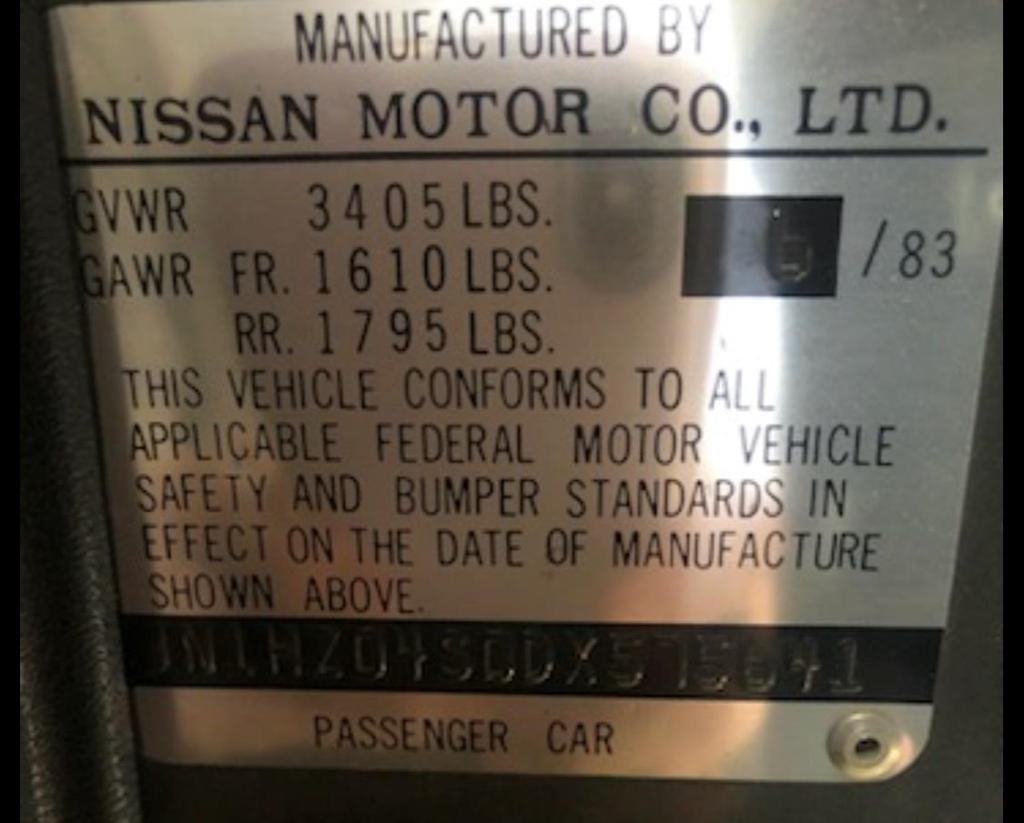 MANUFACTURED BY
NISSAN MOTOR CO., LTD.
GVWR 3405 LBS.
6 /83
GAWR FR. 1610 LBS.
RR. 1795 LBS.
THIS VEHICLE CONFORMS TO ALL
APPLICABLE FEDERAL MOTOR VEHICLE
SAFETY AND BUMPER STANDARDS IN
EFFECT ON THE DATE OF MANUFACTURE
SHOWN ABOVE.
PASSENGER CAR